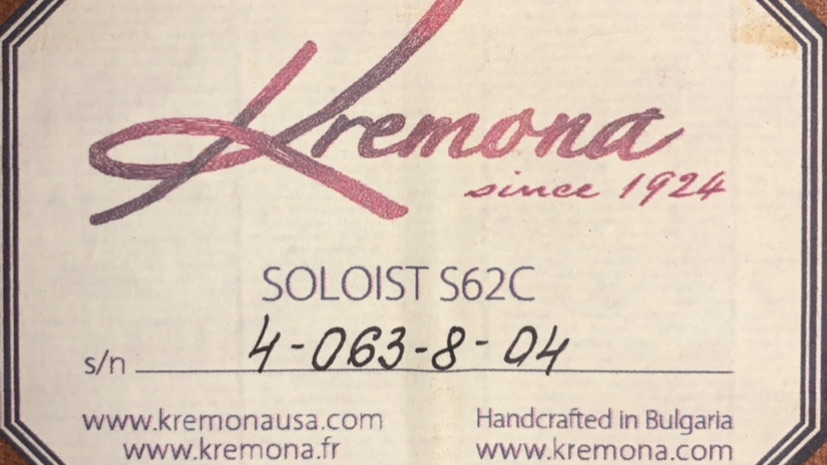 Kremona
since 1924
SOLOIST S62C
s/n 4-063-8-04
www.kremonausa.com Handcrafted in Bulgaria
www.kremona.fr www.kremona.com